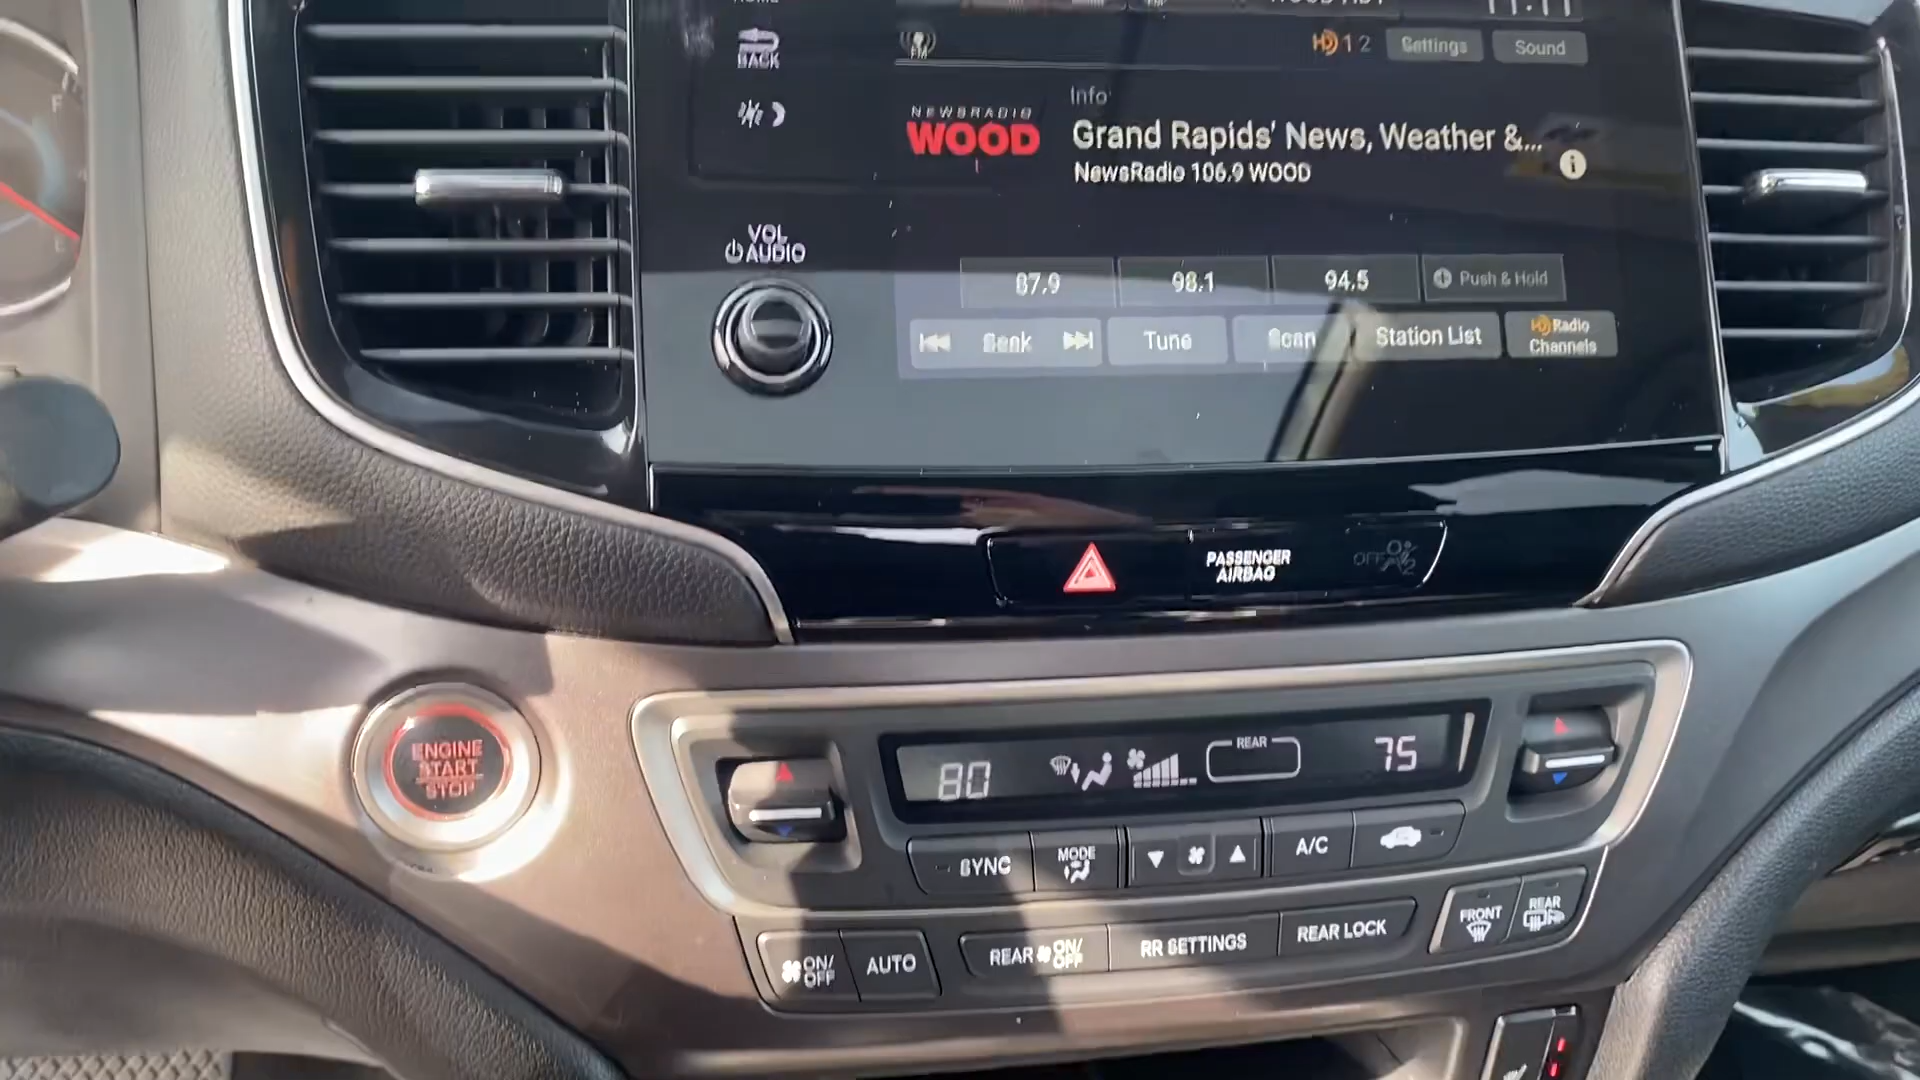 BACK
FM
HD 1 2
Settings
Sound
Info
NEWSRADIO
WOOD
Grand Rapids' News, Weather &...
NewsRadio 106.9 WOOD
i
VOL
AUDIO
87.9
98.1
94.5
Push & Hold
Seek
Tune
Scan
Station List
HD Radio
Channels
F
E
PASSENGER
AIRBAG
OFF
2
ENGINE
START
STOP
80
REAR
75
SYNC
MODE
A/C
ON/
OFF
AUTO
REAR ON/
OFF
RR SETTINGS
REAR LOCK
FRONT
REAR